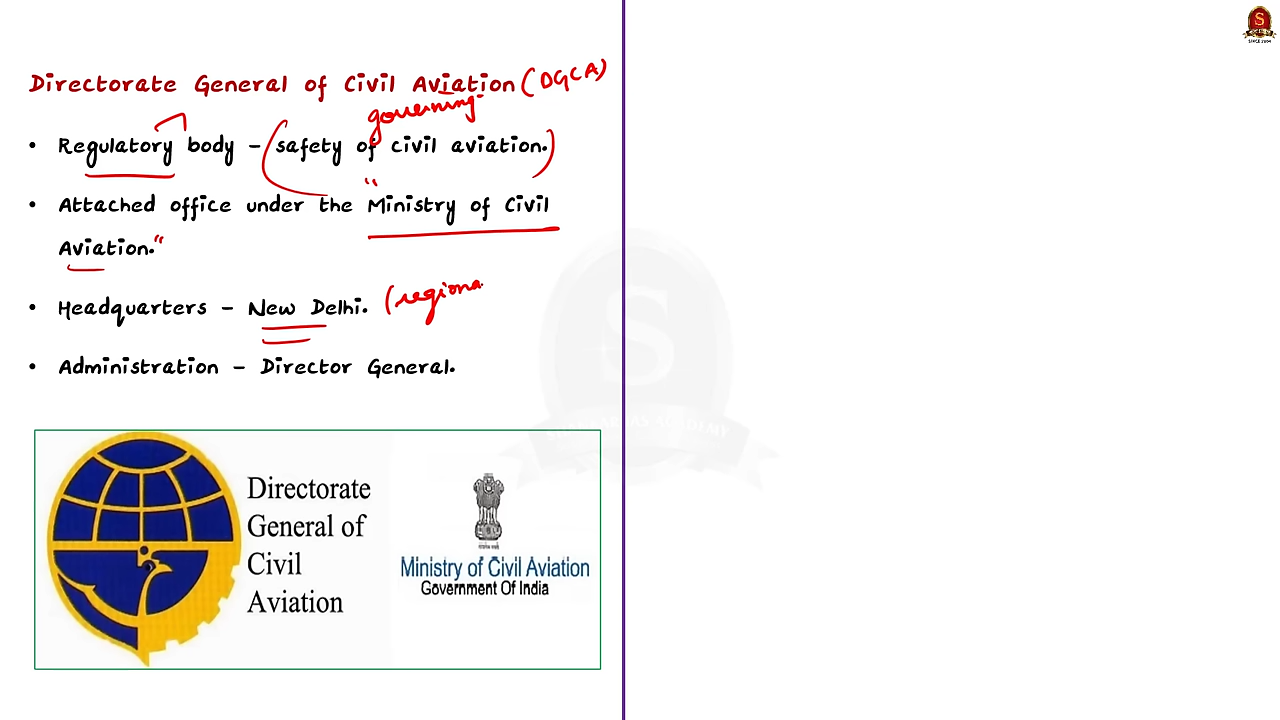 Directorate General of Civil Aviation (DGCA)
governing
• Regulatory body - (safety of civil aviation.)
• Attached office under the "Ministry of Civil
Aviation."
• Headquarters - New Delhi. (regiona
• Administration - Director General.
Directorate
General of
Civil
Aviation
Ministry of Civil Aviation
Government Of India
S
SINCE 2004